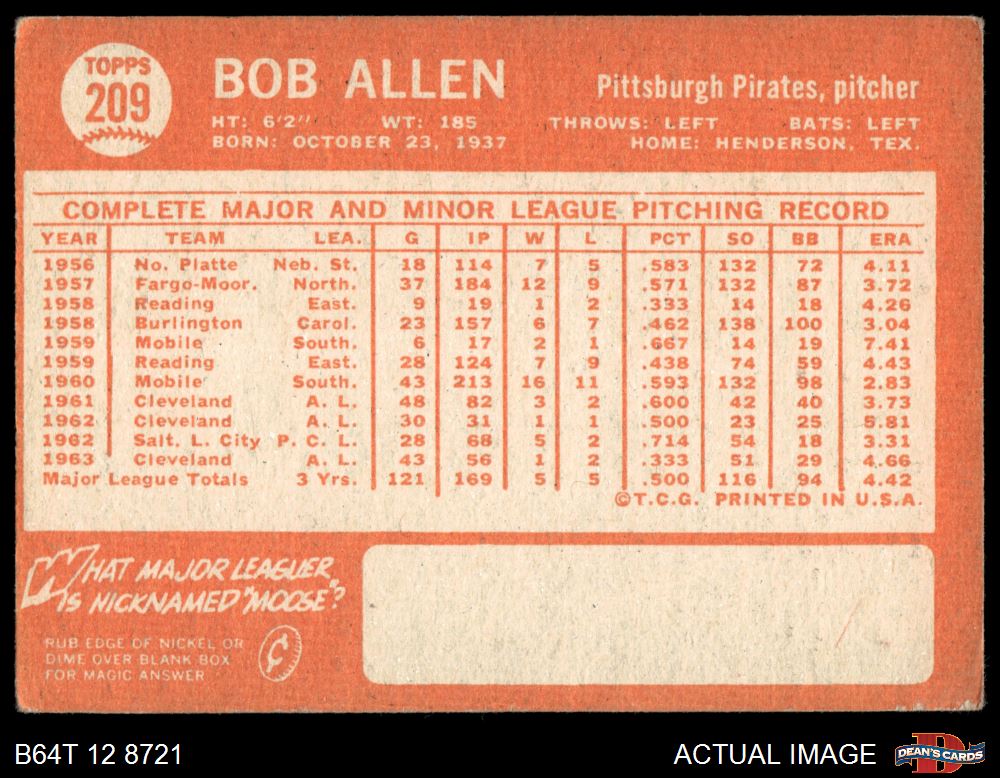 TOPPS
209
BOB ALLEN
Pittsburgh Pirates, pitcher
HT: 6'2" WT: 185 THROWS: LEFT BATS: LEFT
BORN: OCTOBER 23, 1937 HOME: HENDERSON, TEX.
COMPLETE MAJOR AND MINOR LEAGUE PITCHING RECORD
YEAR TEAM LEA. G IP W L PCT SO BB ERA
1956 No. Platte Neb. St. 18 114 7 5 .583 132 72 4.11
1957 Fargo-Moor. North. 37 184 12 9 .571 132 87 3.72
1958 Reading East. 9 19 1 2 .333 14 18 4.26
1958 Burlington Carol. 23 157 6 7 .462 138 100 3.04
1959 Mobile South. 6 17 2 1 .667 14 19 7.41
1959 Reading East. 28 124 7 9 .438 74 59 4.43
1960 Mobile South. 43 213 16 11 .593 132 98 2.83
1961 Cleveland A. L. 48 82 3 2 .600 42 40 3.73
1962 Cleveland A. L. 30 31 1 1 .500 23 25 5.81
1962 Salt. L. City P. C. L. 28 68 5 2 .714 54 18 3.31
1963 Cleveland A. L. 43 56 1 2 .333 51 29 4.66
Major League Totals 3 Yrs. 121 169 5 5 .500 116 94 4.42
©T.C.G. PRINTED IN U.S.A.
WHAT MAJOR LEAGUER
IS NICKNAMED "MOOSE"?
RUB EDGE OF NICKEL OR
DIME OVER BLANK BOX
FOR MAGIC ANSWER
¢
B64T 12 8721
ACTUAL IMAGE
D
DEAN'S CARDS